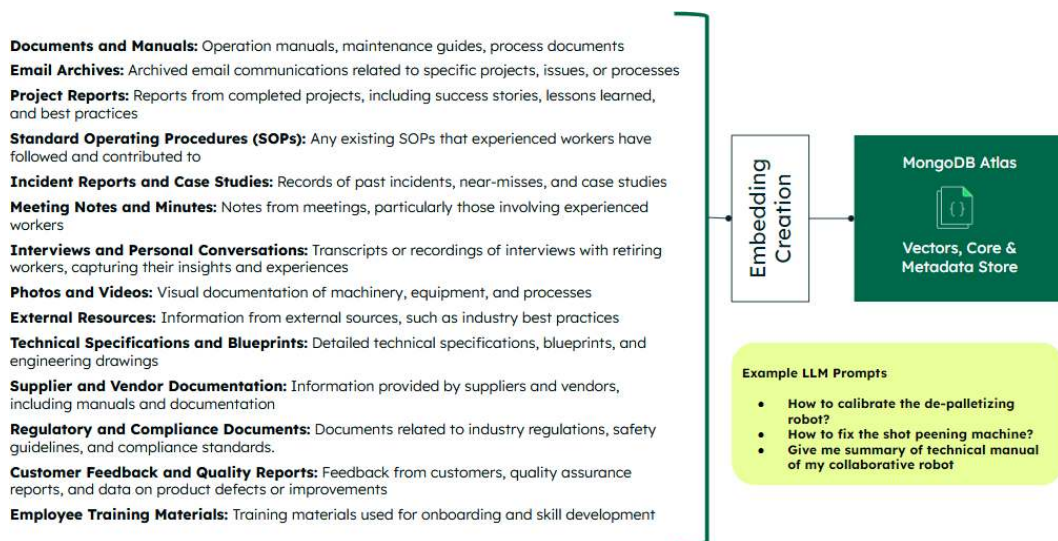 Documents and Manuals: Operation manuals, maintenance guides, process documents
Email Archives: Archived email communications related to specific projects, issues, or processes
Project Reports: Reports from completed projects, including success stories, lessons learned,
and best practices
Standard Operating Procedures (SOPs): Any existing SOPs that experienced workers have
followed and contributed to
Incident Reports and Case Studies: Records of past incidents, near-misses, and case studies
Meeting Notes and Minutes: Notes from meetings, particularly those involving experienced
workers
Interviews and Personal Conversations: Transcripts or recordings of interviews with retiring
workers, capturing their insights and experiences
Photos and Videos: Visual documentation of machinery, equipment, and processes
External Resources: Information from external sources, such as industry best practices
Technical Specifications and Blueprints: Detailed technical specifications, blueprints, and
engineering drawings
Supplier and Vendor Documentation: Information provided by suppliers and vendors,
including manuals and documentation
Regulatory and Compliance Documents: Documents related to industry regulations, safety
guidelines, and compliance standards.
Customer Feedback and Quality Reports: Feedback from customers, quality assurance
reports, and data on product defects or improvements
Employee Training Materials: Training materials used for onboarding and skill development
Embedding
Creation
MongoDB Atlas
{}
Vectors, Core &
Metadata Store
Example LLM Prompts
• How to calibrate the de-palletizing
robot?
• How to fix the shot peening machine?
• Give me summary of technical manual
of my collaborative robot